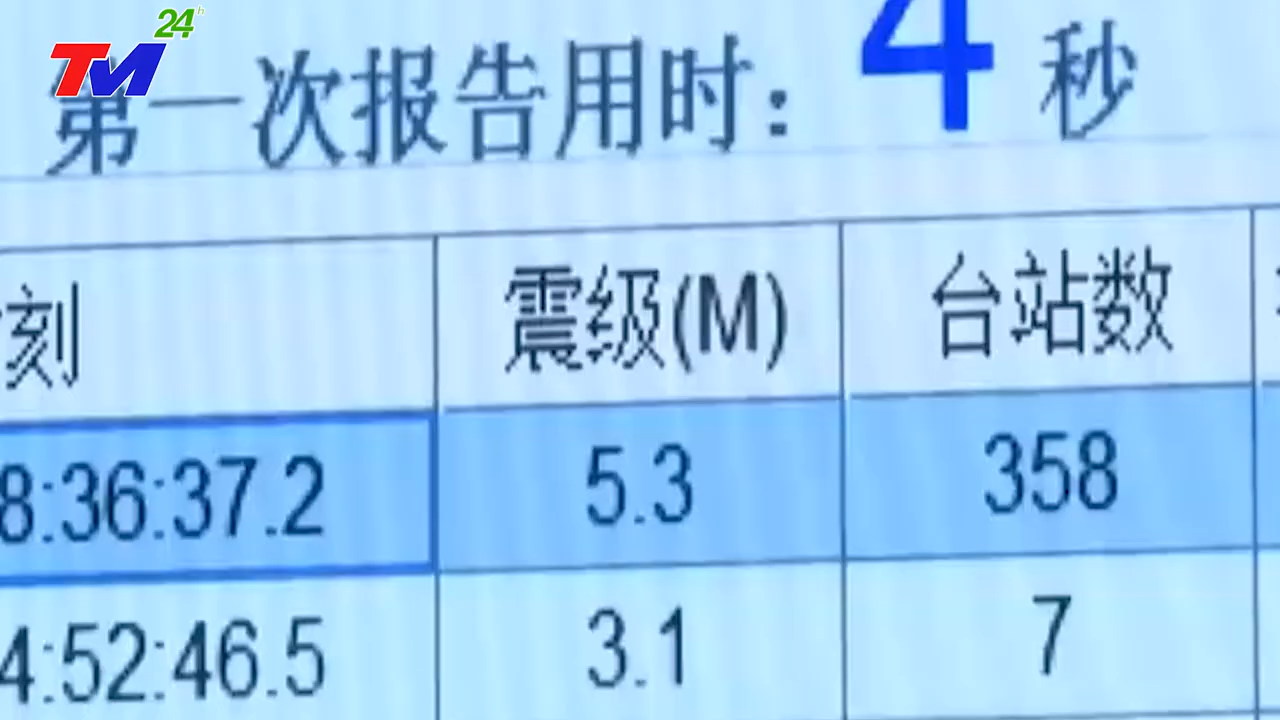 TM 24h
第一次报告用时：4 秒
刻 震级(M) 台站数
8:36:37.2 5.3 358
4:52:46.5 3.1 7